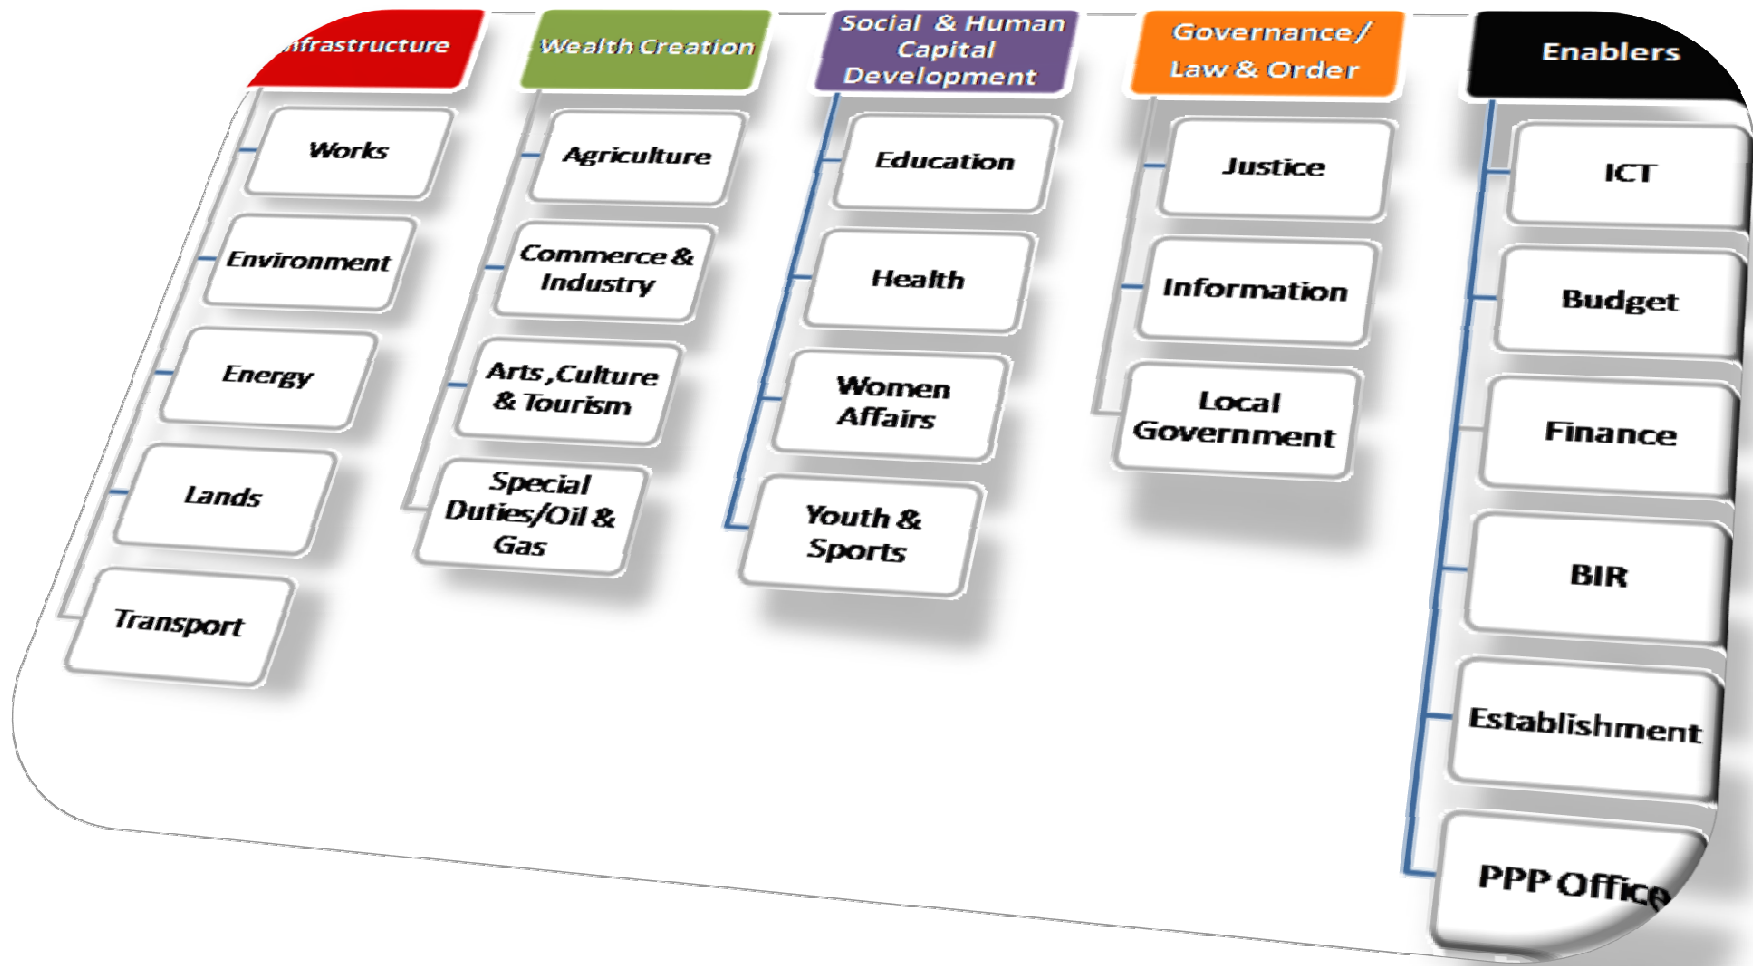 Infrastructure
Works
Environment
Energy
Lands
Transport
Wealth Creation
Agriculture
Commerce &
Industry
Arts ,Culture
& Tourism
Special
Duties/Oil &
Gas
Social & Human
Capital
Development
Education
Health
Women
Affairs
Youth &
Sports
Governance /
Law & Order
Justice
Information
Local
Government
Enablers
ICT
Budget
Finance
BIR
Establishment
PPP Office